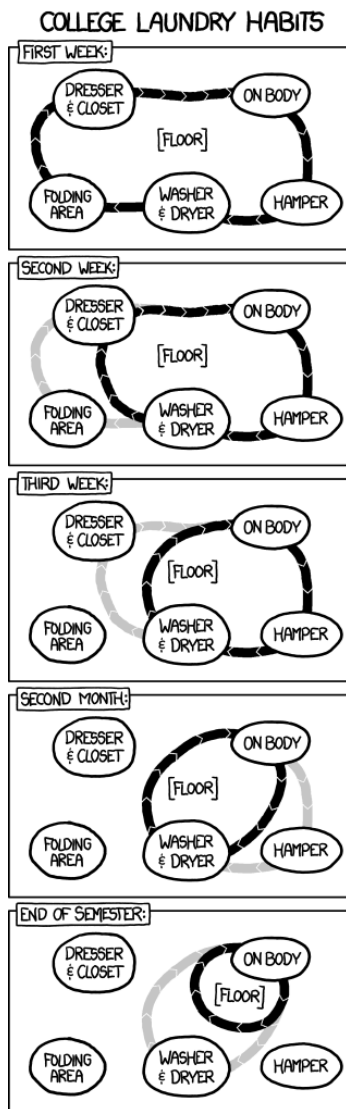 COLLEGE LAUNDRY HABITS
FIRST WEEK:
DRESSER
& CLOSET
ON BODY
[FLOOR]
FOLDING
AREA
WASHER
& DRYER
HAMPER
SECOND WEEK:
DRESSER
& CLOSET
ON BODY
[FLOOR]
FOLDING
AREA
WASHER
& DRYER
HAMPER
THIRD WEEK:
DRESSER
& CLOSET
ON BODY
[FLOOR]
FOLDING
AREA
WASHER
& DRYER
HAMPER
SECOND MONTH:
DRESSER
& CLOSET
ON BODY
[FLOOR]
FOLDING
AREA
WASHER
& DRYER
HAMPER
END OF SEMESTER:
DRESSER
& CLOSET
ON BODY
[FLOOR]
FOLDING
AREA
WASHER
& DRYER
HAMPER